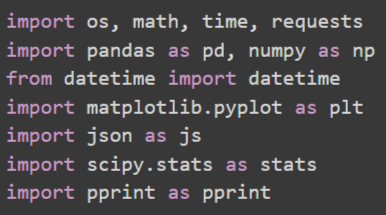 import os, math, time, requests
import pandas as pd, numpy as np
from datetime import datetime
import matplotlib.pyplot as plt
import json as js
import scipy.stats as stats
import pprint as pprint